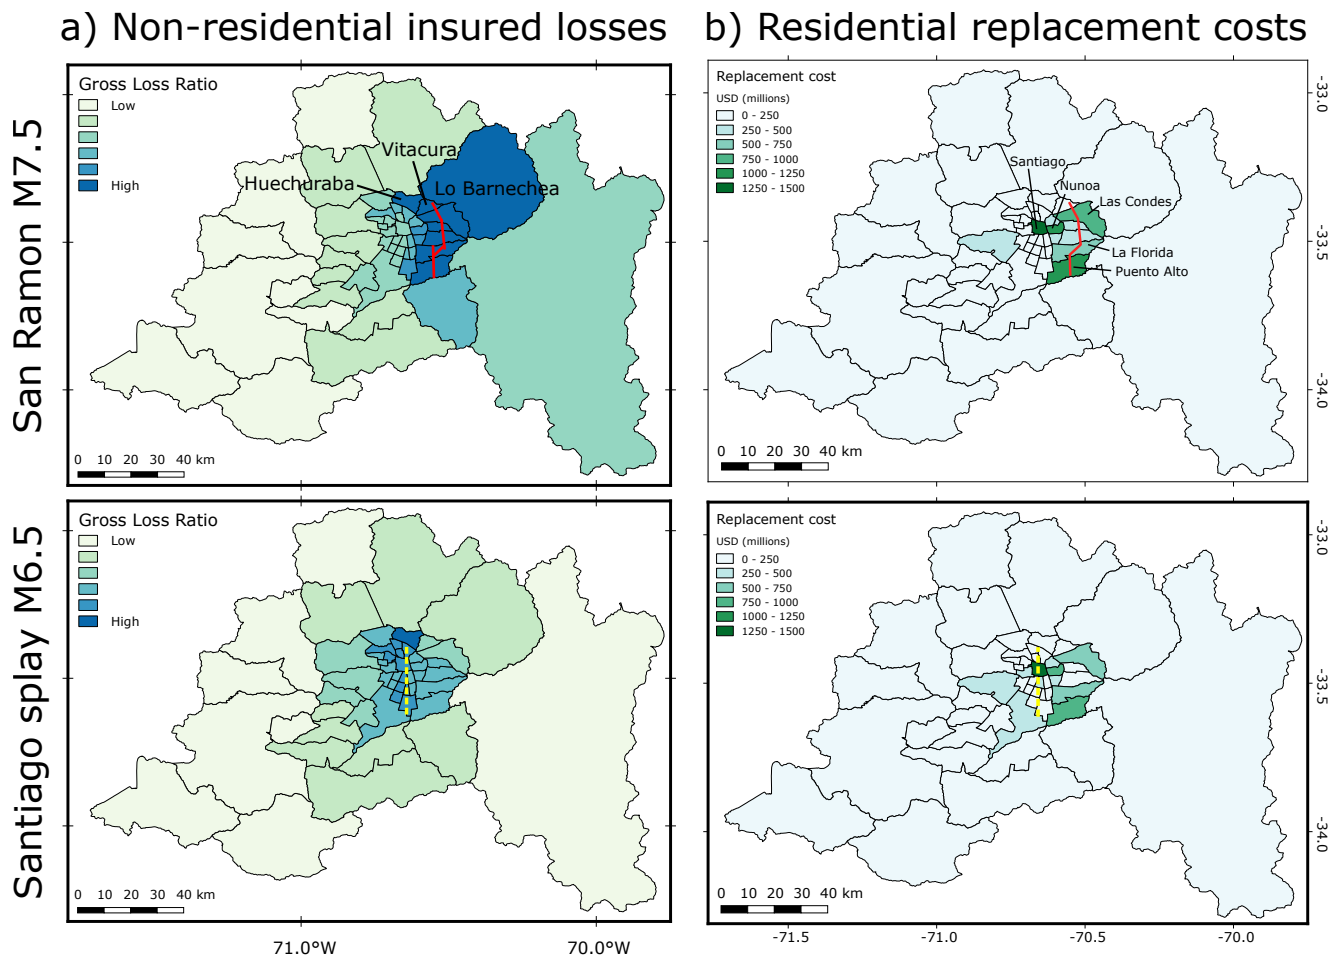 a) Non-residential insured losses
b) Residential replacement costs
San Ramon M7.5
Gross Loss Ratio
Low
High
Huechuraba
Vitacura
Lo Barnechea
0 10 20 30 40 km
Replacement cost
USD (millions)
0 - 250
250 - 500
500 - 750
750 - 1000
1000 - 1250
1250 - 1500
Santiago
Nunoa
Las Condes
La Florida
Puento Alto
0 10 20 30 40 km
-33.0
-33.5
-34.0
Santiago splay M6.5
Gross Loss Ratio
Low
High
0 10 20 30 40 km
71.0°W
70.0°W
Replacement cost
USD (millions)
0 - 250
250 - 500
500 - 750
750 - 1000
1000 - 1250
1250 - 1500
0 10 20 30 40 km
-33.0
-33.5
-34.0
-71.5
-71.0
-70.5
-70.0